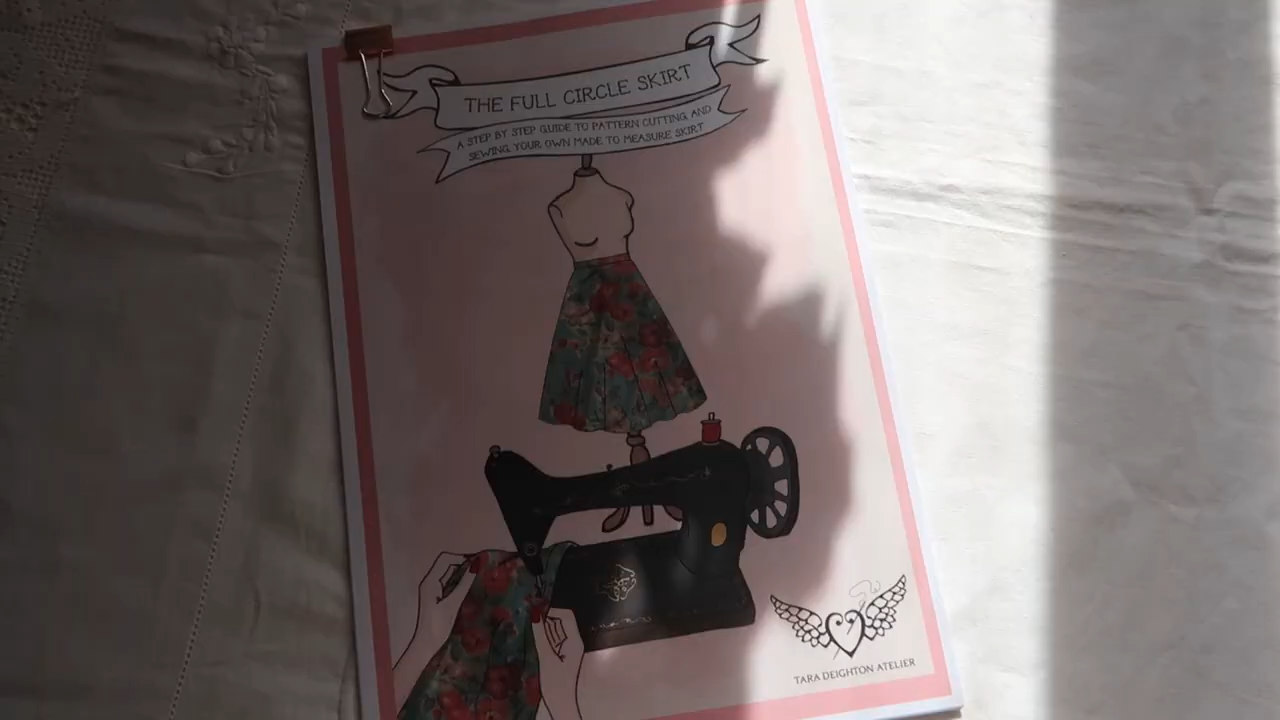 THE FULL CIRCLE SKIRT
A STEP BY STEP GUIDE TO PATTERN CUTTING AND
SEWING YOUR OWN MADE TO MEASURE SKIRT
TARA DEIGHTON ATELIER